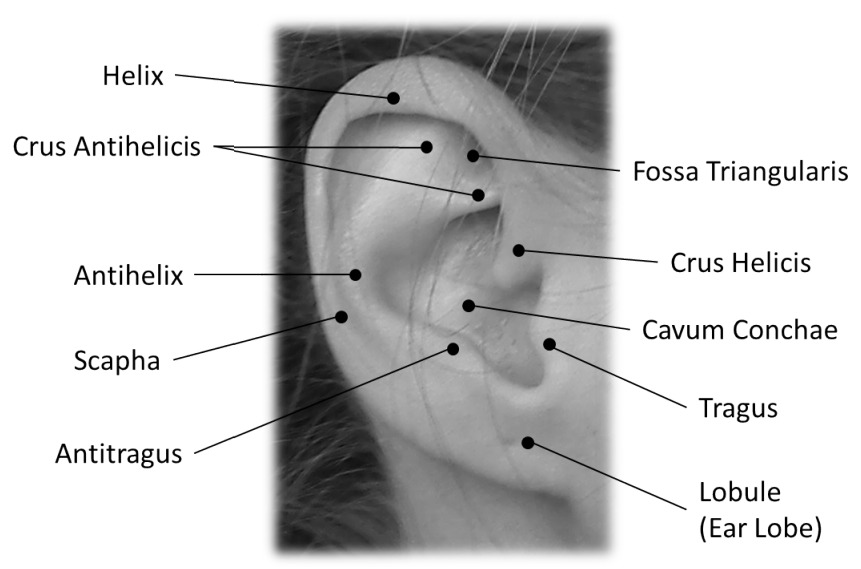 Helix
Crus Antihelicis
Fossa Triangularis
Crus Helicis
Antihelix
Cavum Conchae
Scapha
Tragus
Antitragus
Lobule
(Ear Lobe)